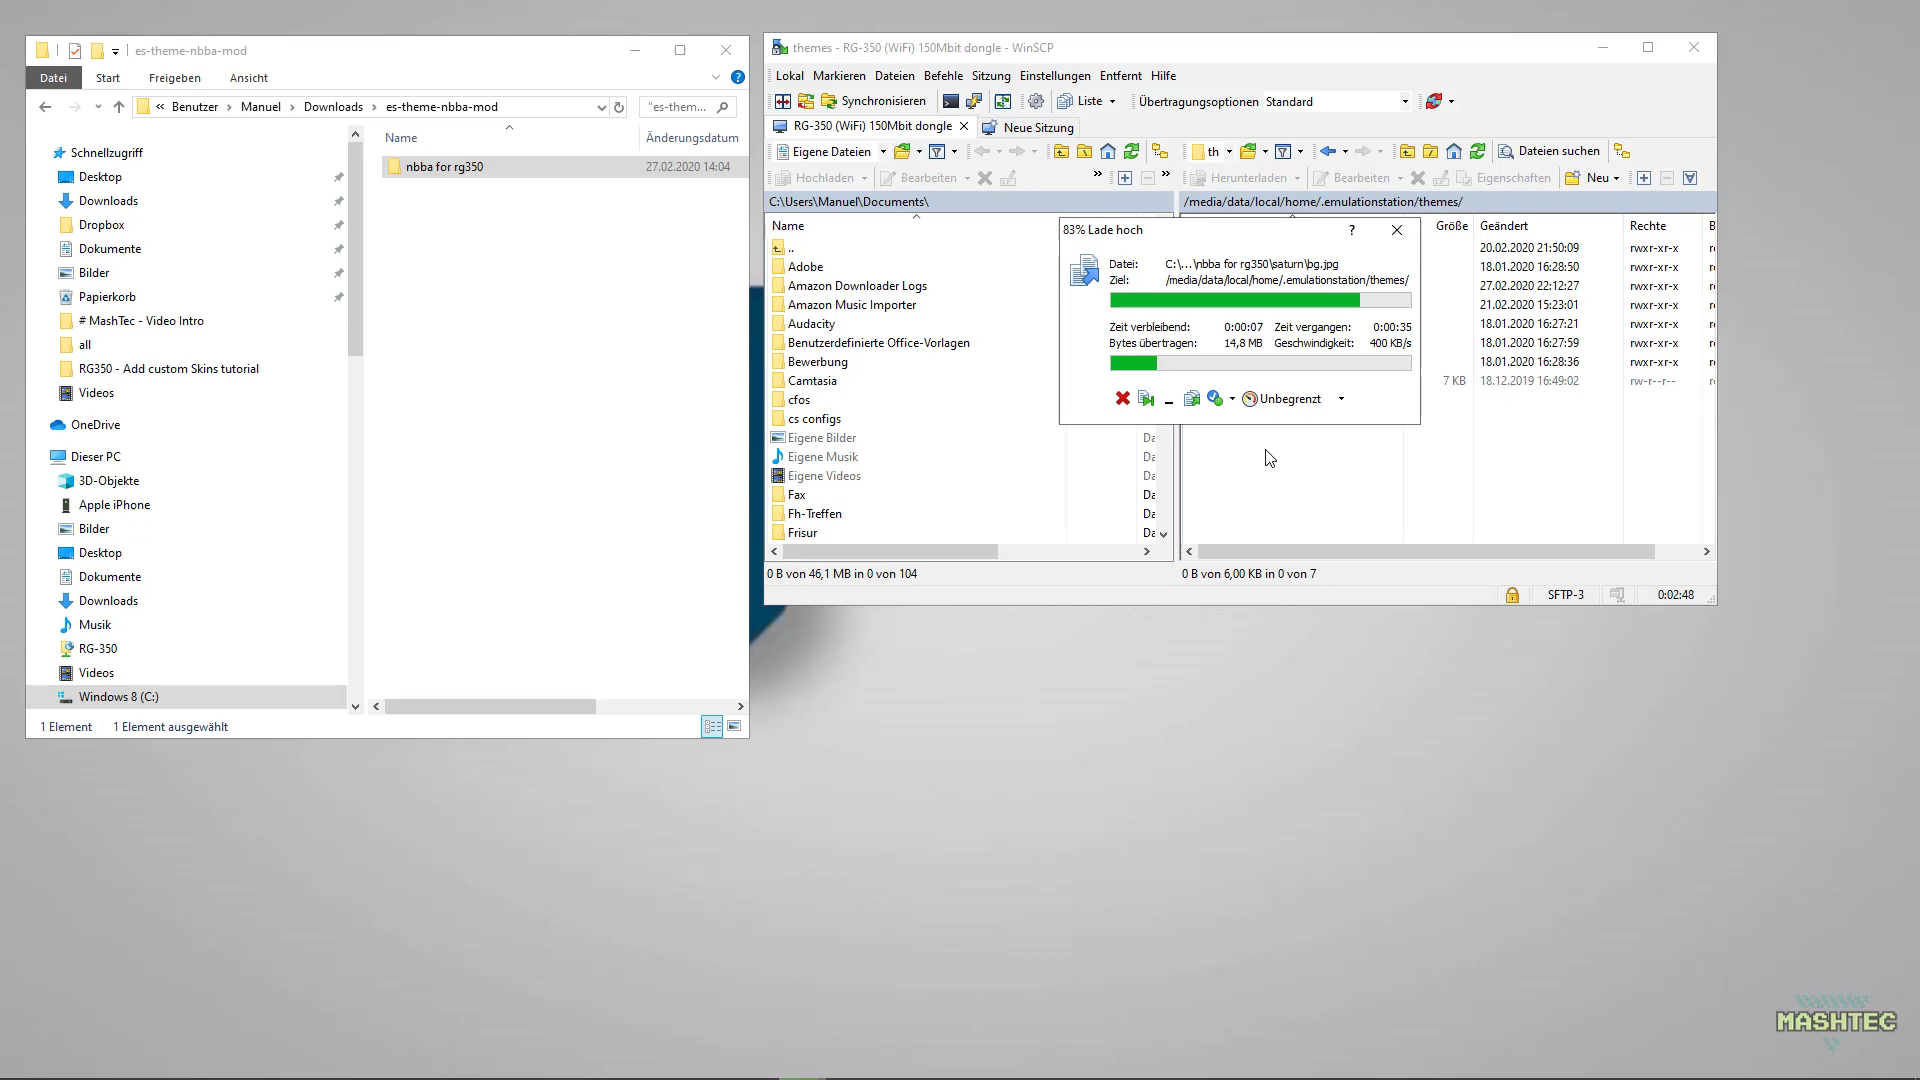 es-theme-nbba-mod
Datei Start Freigeben Ansicht
« Benutzer Manuel Downloads es-theme-nbba-mod "es-them...
Name Änderungsdatum
nbba for rg350 27.02.2020 14:04
Schnellzugriff
Desktop
Downloads
Dropbox
Dokumente
Bilder
Papierkorb
# MashTec - Video Intro
all
RG350 - Add custom Skins tutorial
Videos
OneDrive
Dieser PC
3D-Objekte
Apple iPhone
Bilder
Desktop
Dokumente
Downloads
Musik
RG-350
Videos
Windows 8 (C:)
1 Element 1 Element ausgewählt
themes - RG-350 (WiFi) 150Mbit dongle - WinSCP
Lokal Markieren Dateien Befehle Sitzung Einstellungen Entfernt Hilfe
Synchronisieren Liste Übertragungsoptionen Standard
RG-350 (WiFi) 150Mbit dongle Neue Sitzung
Eigene Dateien th Dateien suchen
Hochladen Bearbeiten » » Herunterladen Bearbeiten Eigenschaften Neu
C:\Users\Manuel\Documents\ /media/data/local/home/.emulationstation/themes/
Name Größe Geändert Rechte B
.. 20.02.2020 21:50:09 rwxr-xr-x
Adobe 18.01.2020 16:28:50 rwxr-xr-x
Amazon Downloader Logs 27.02.2020 22:12:27 rwxr-xr-x
Amazon Music Importer 21.02.2020 15:23:01 rwxr-xr-x
Audacity 18.01.2020 16:27:21 rwxr-xr-x
Benutzerdefinierte Office-Vorlagen 18.01.2020 16:27:59 rwxr-xr-x
Bewerbung 18.01.2020 16:28:36 rwxr-xr-x
Camtasia 7 KB 18.12.2019 16:49:02 rw-r--r--
cfos
cs configs
Eigene Bilder Da
Eigene Musik Da
Eigene Videos Da
Fax Da
Fh-Treffen Da
Frisur Da
0 B von 46,1 MB in 0 von 104 0 B von 6,00 KB in 0 von 7
SFTP-3 0:02:48
83% Lade hoch ?
Datei: C:\...\nbba for rg350\saturn\bg.jpg
Ziel: /media/data/local/home/.emulationstation/themes/
Zeit verbleibend: 0:00:07 Zeit vergangen: 0:00:35
Bytes übertragen: 14,8 MB Geschwindigkeit: 400 KB/s
Unbegrenzt
MASHTEC